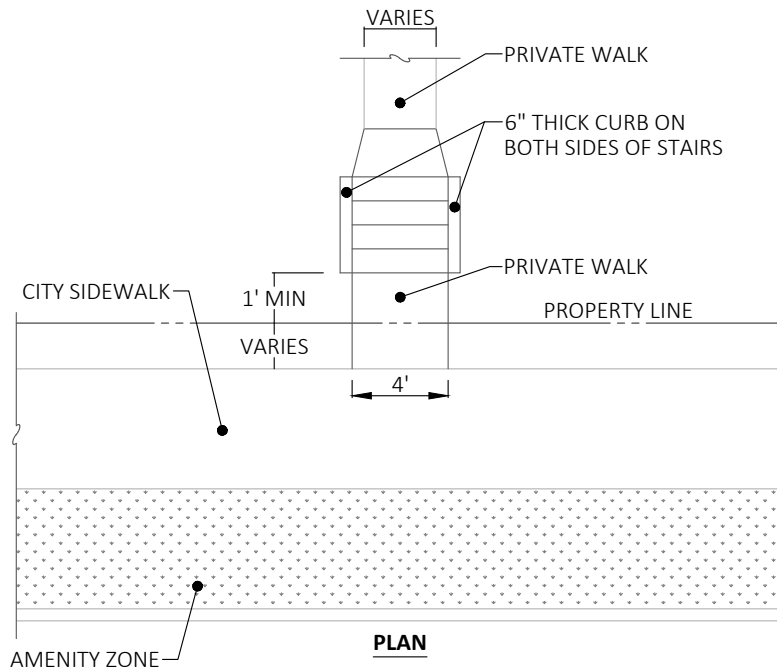 VARIES
PRIVATE WALK
6" THICK CURB ON
BOTH SIDES OF STAIRS
PRIVATE WALK
CITY SIDEWALK
1' MIN
PROPERTY LINE
VARIES
4'
PLAN
AMENITY ZONE